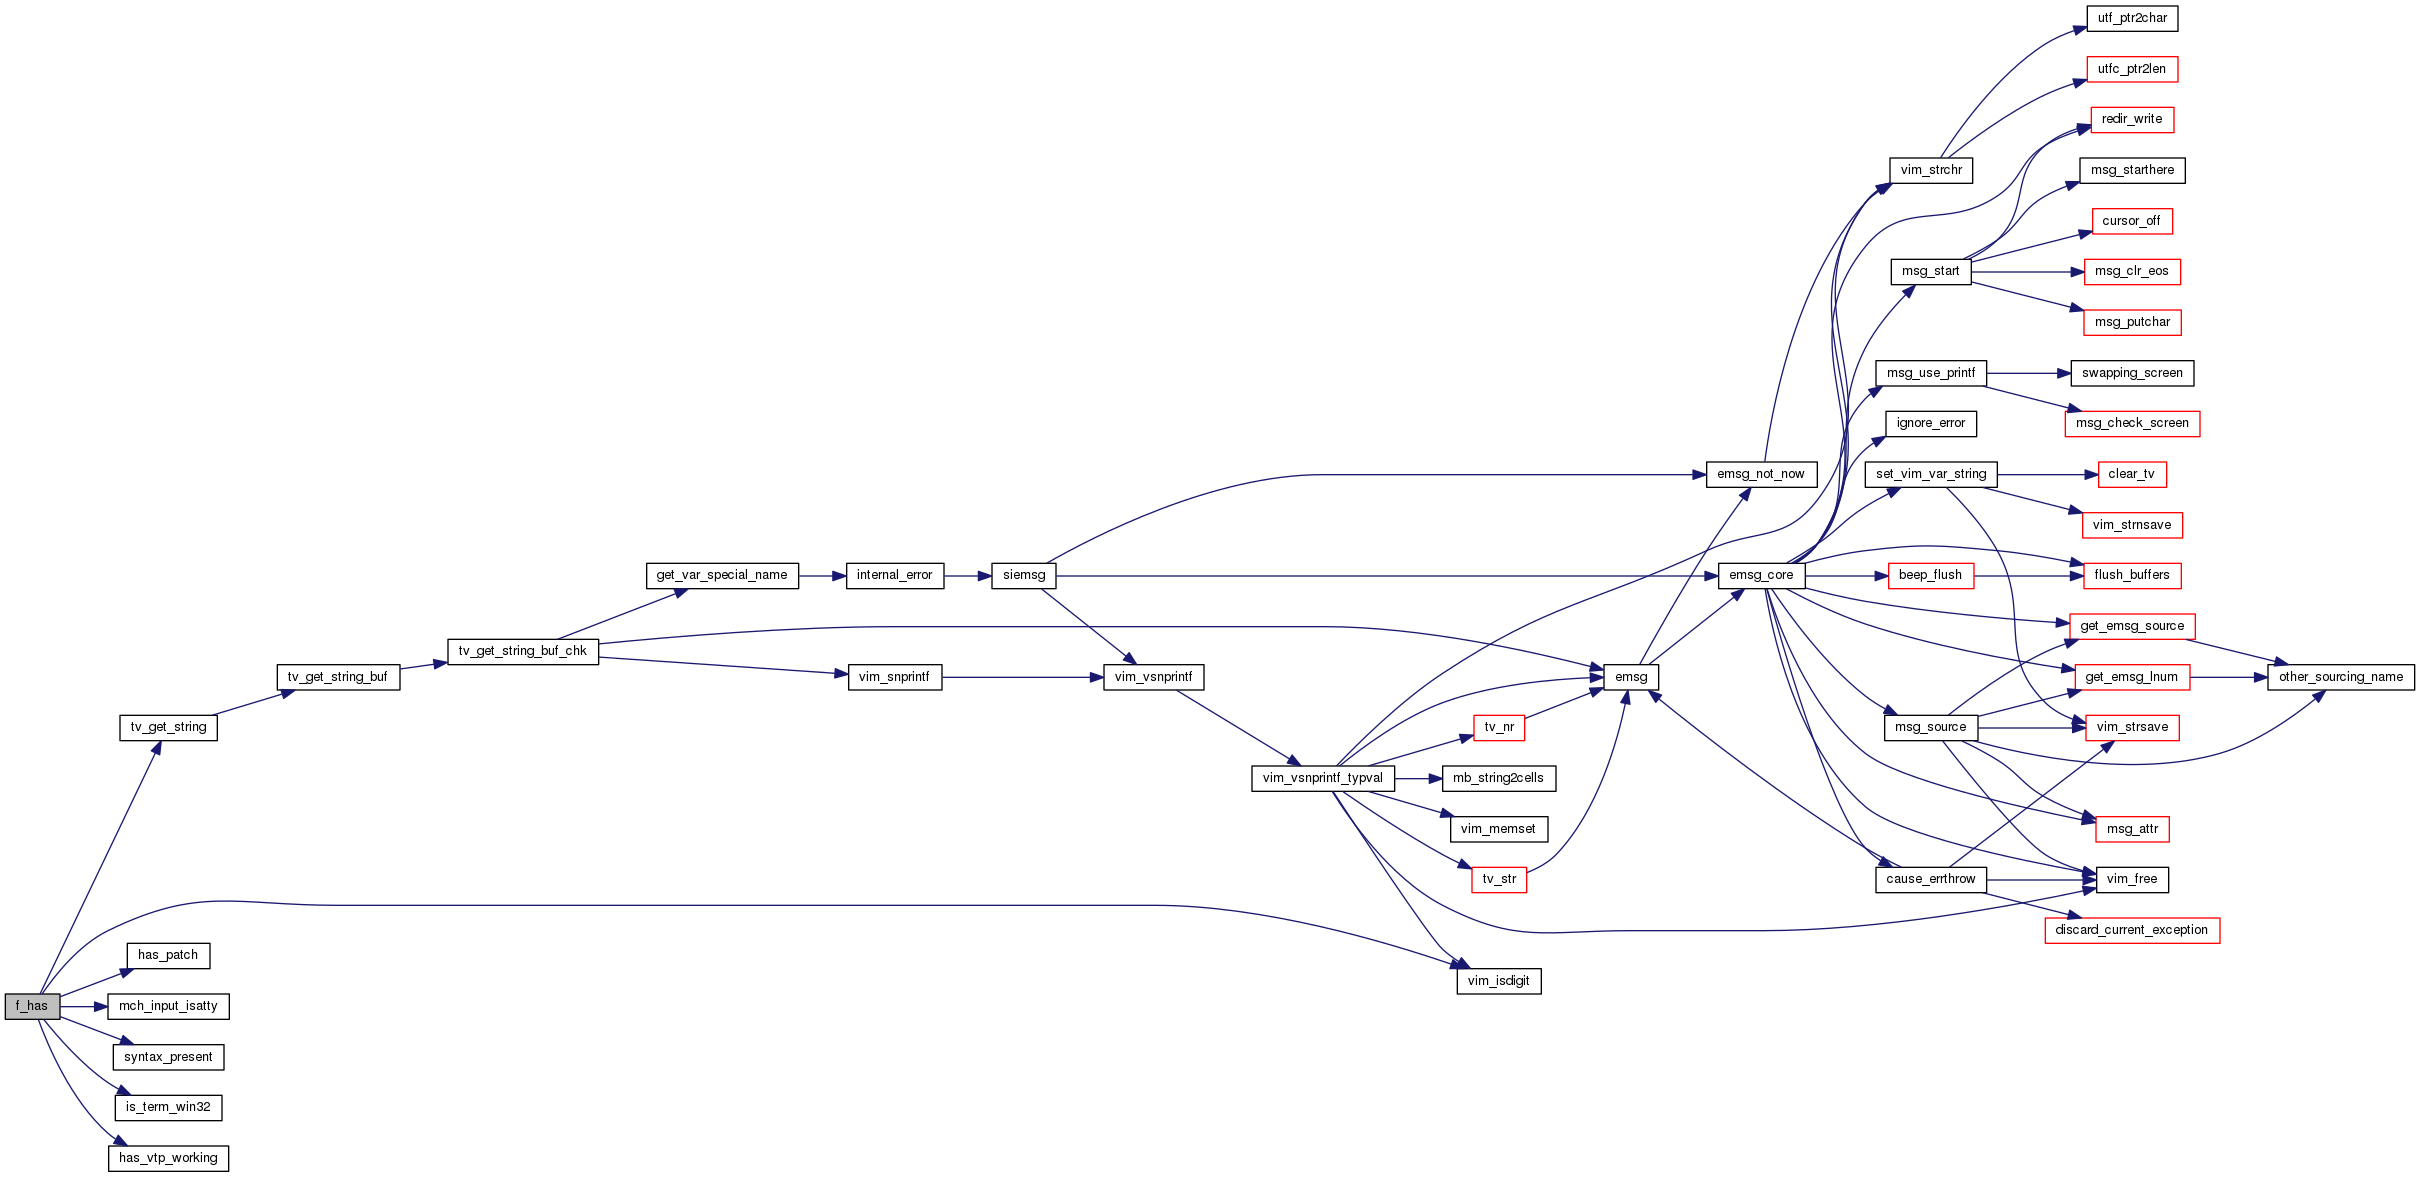 utf_ptr2char
utfc_ptr2len
redir_write
vim_strchr
msg_starthere
cursor_off
msg_start
msg_clr_eos
msg_putchar
msg_use_printf
swapping_screen
ignore_error
msg_check_screen
emsg_not_now
set_vim_var_string
clear_tv
vim_strnsave
get_var_special_name
internal_error
siemsg
emsg_core
beep_flush
flush_buffers
get_emsg_source
tv_get_string_buf_chk
tv_get_string_buf
vim_snprintf
vim_vsnprintf
emsg
get_emsg_lnum
other_sourcing_name
tv_get_string
tv_nr
msg_source
vim_strsave
vim_vsnprintf_typval
mb_string2cells
vim_memset
msg_attr
tv_str
cause_errthrow
vim_free
discard_current_exception
has_patch
vim_isdigit
f_has
mch_input_isatty
syntax_present
is_term_win32
has_vtp_working